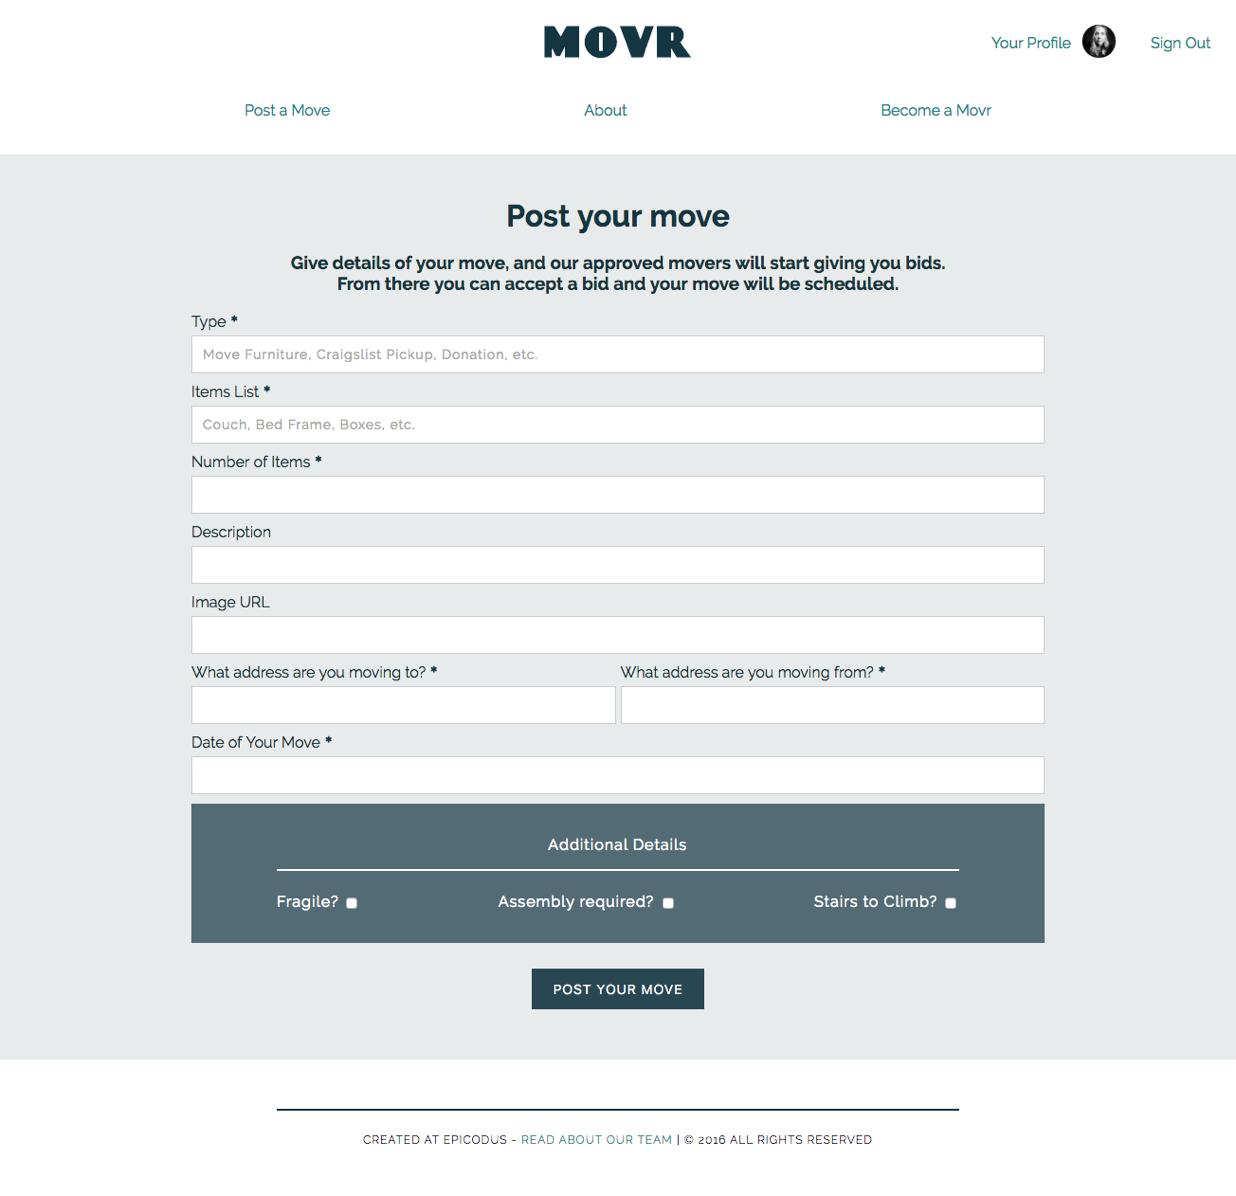 MOVR
Your Profile
Sign Out
Post a Move
About
Become a Movr
Post your move
Give details of your move, and our approved movers will start giving you bids.
From there you can accept a bid and your move will be scheduled.
Type *
Move Furniture, Craigslist Pickup, Donation, etc.
Items List *
Couch, Bed Frame, Boxes, etc.
Number of Items *
Description
Image URL
What address are you moving to? *
What address are you moving from? *
Date of Your Move *
Additional Details
Fragile?
Assembly required?
Stairs to Climb?
POST YOUR MOVE
CREATED AT EPICODUS - READ ABOUT OUR TEAM | © 2016 ALL RIGHTS RESERVED